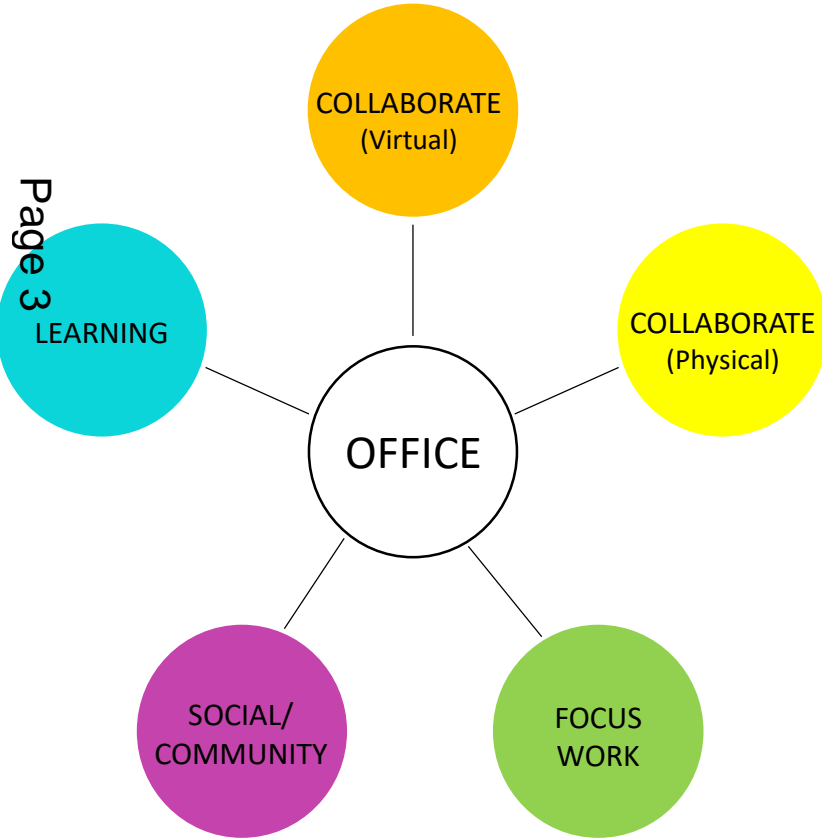 COLLABORATE
(Virtual)
Page 3
LEARNING
COLLABORATE
(Physical)
OFFICE
SOCIAL/
COMMUNITY
FOCUS
WORK